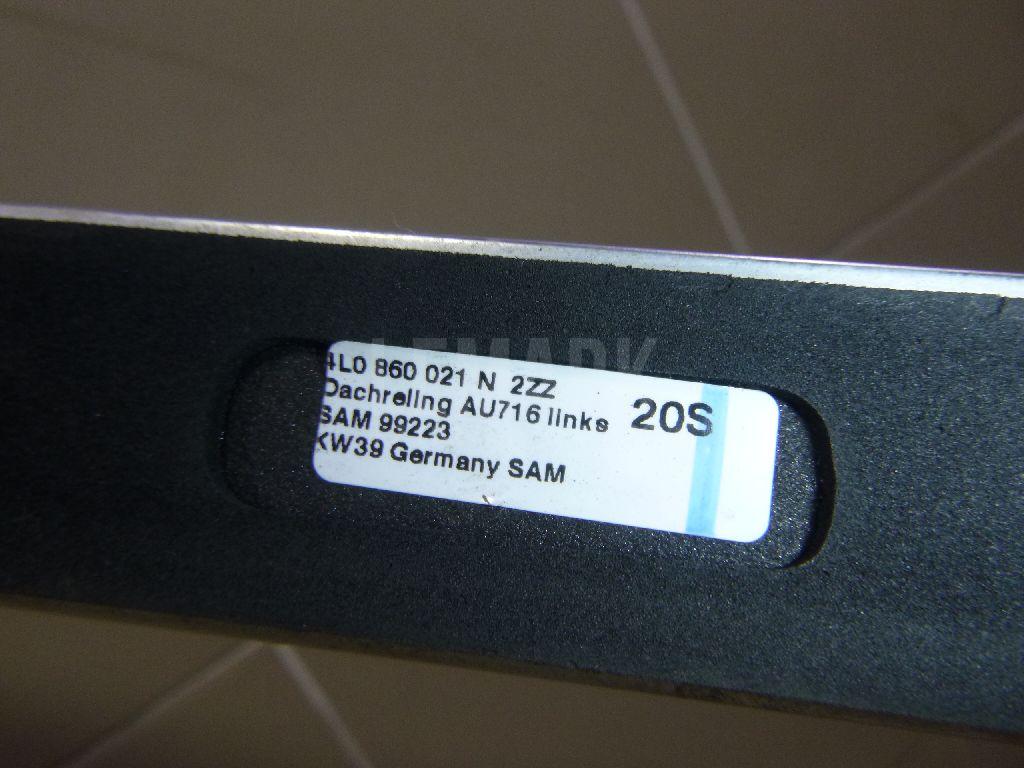 4L0 860 021 N 2ZZ
Dachreling AU716 links 20S
SAM 99223
KW39 Germany SAM